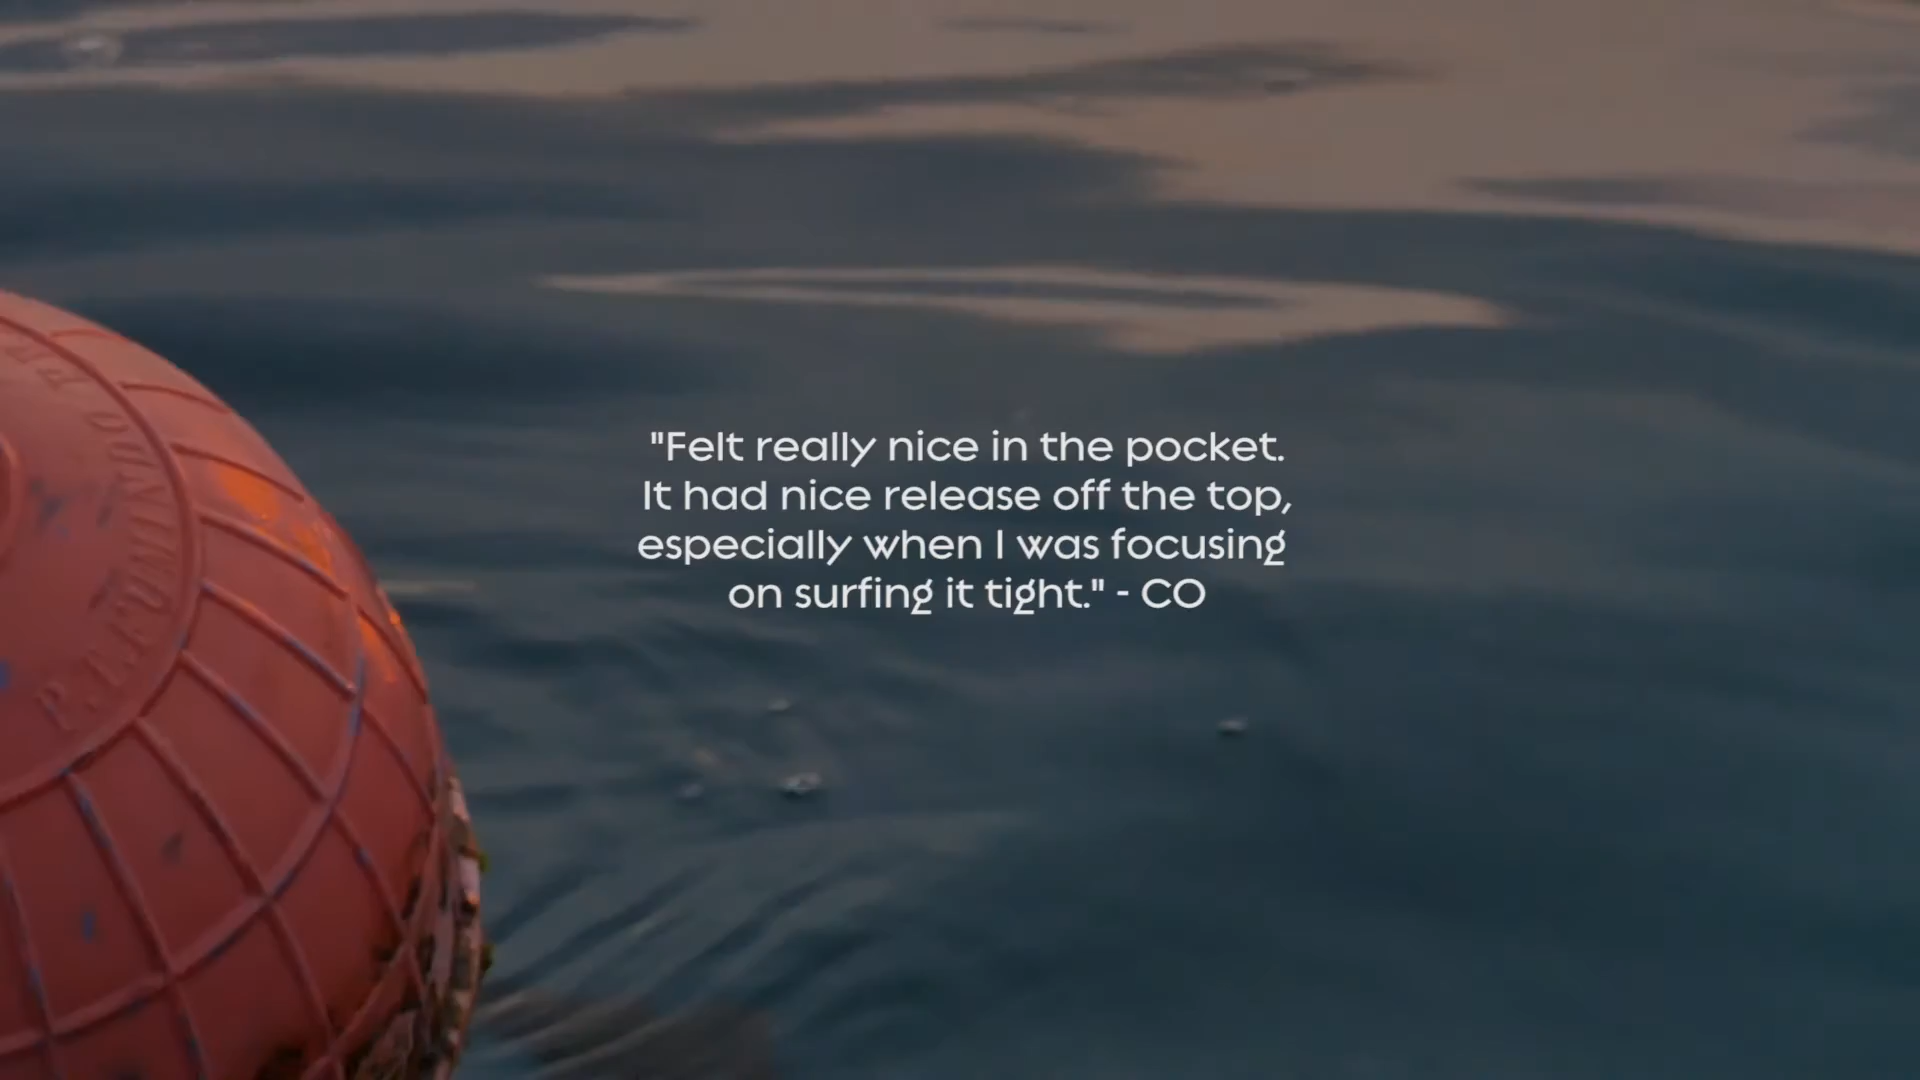 "Felt really nice in the pocket.
It had nice release off the top,
especially when I was focusing
on surfing it tight." - CO